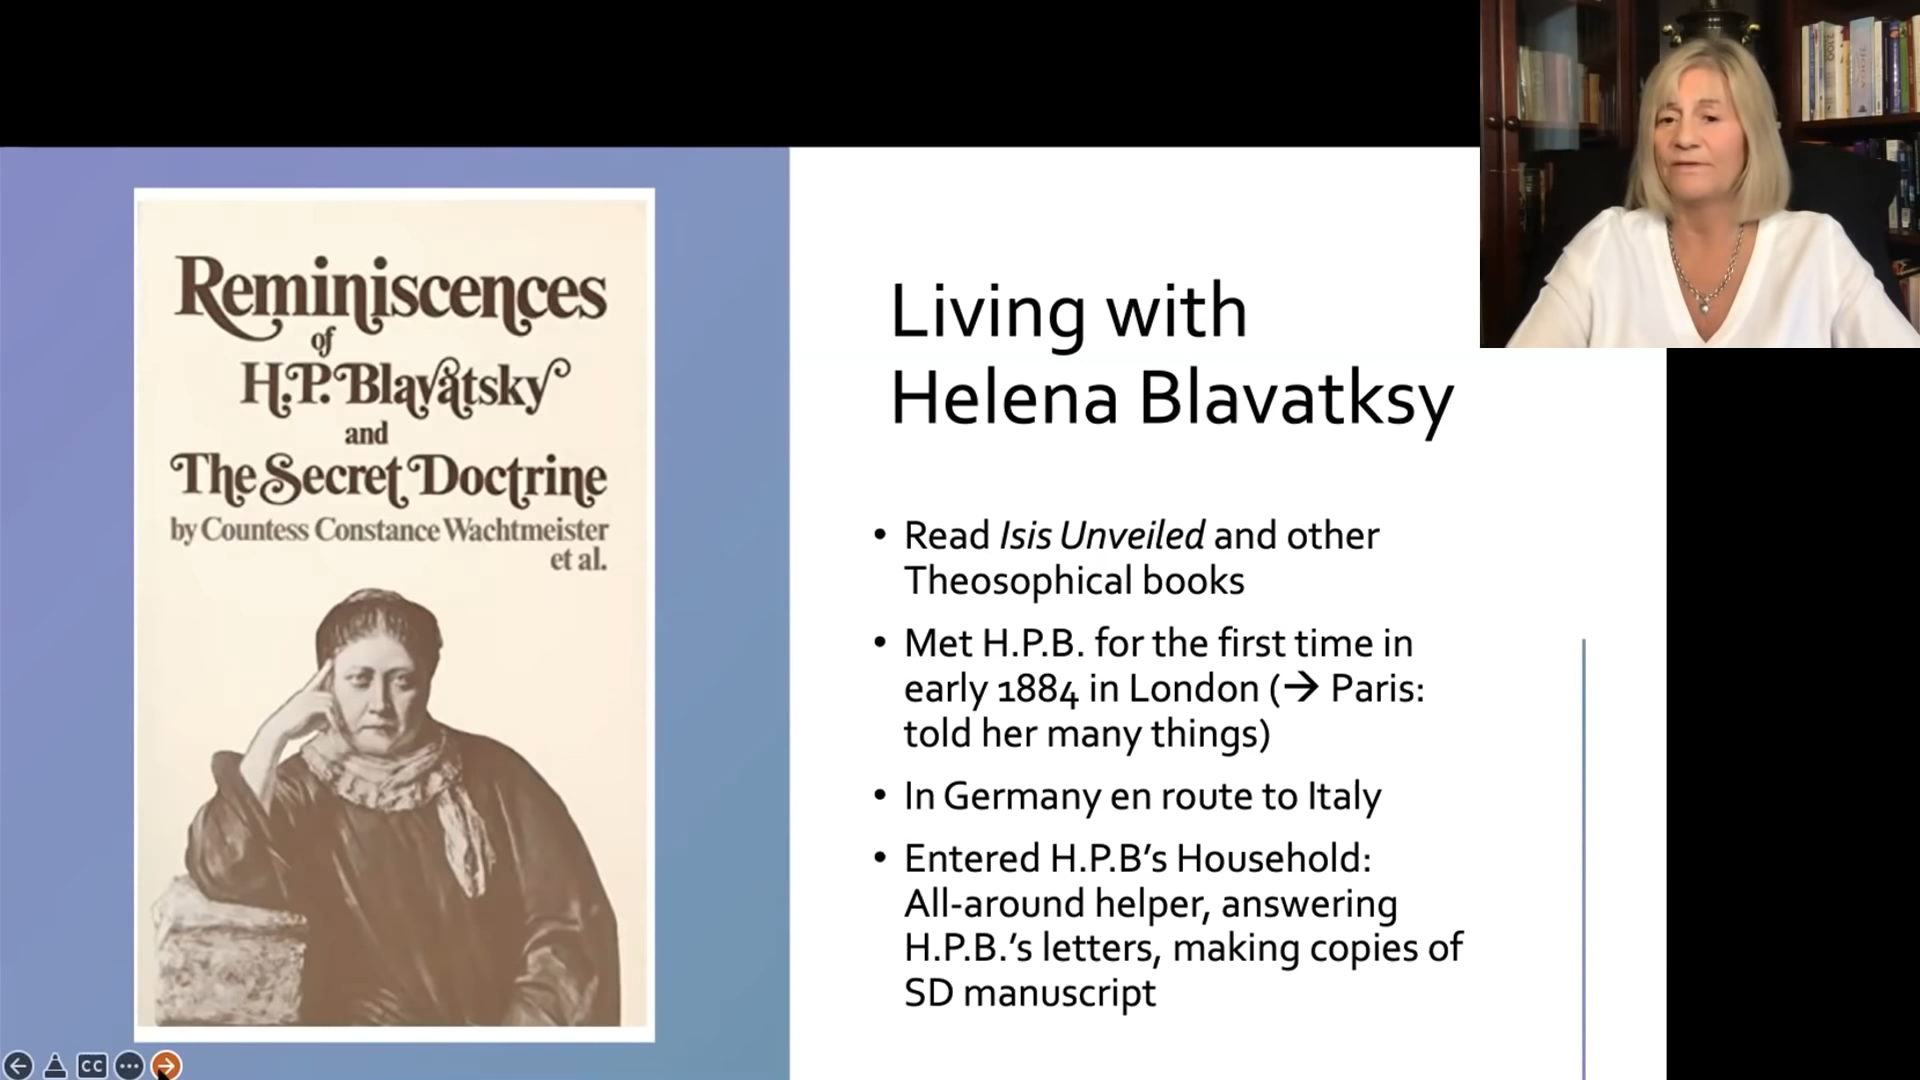 Reminiscences
of
H.P. Blavatsky
and
The Secret Doctrine
by Countess Constance Wachtmeister
et al.
Living with
Helena Blavatksy
• Read Isis Unveiled and other
Theosophical books
• Met H.P.B. for the first time in
early 1884 in London (→ Paris:
told her many things)
• In Germany en route to Italy
• Entered H.P.B’s Household:
All-around helper, answering
H.P.B.’s letters, making copies of
SD manuscript
CC